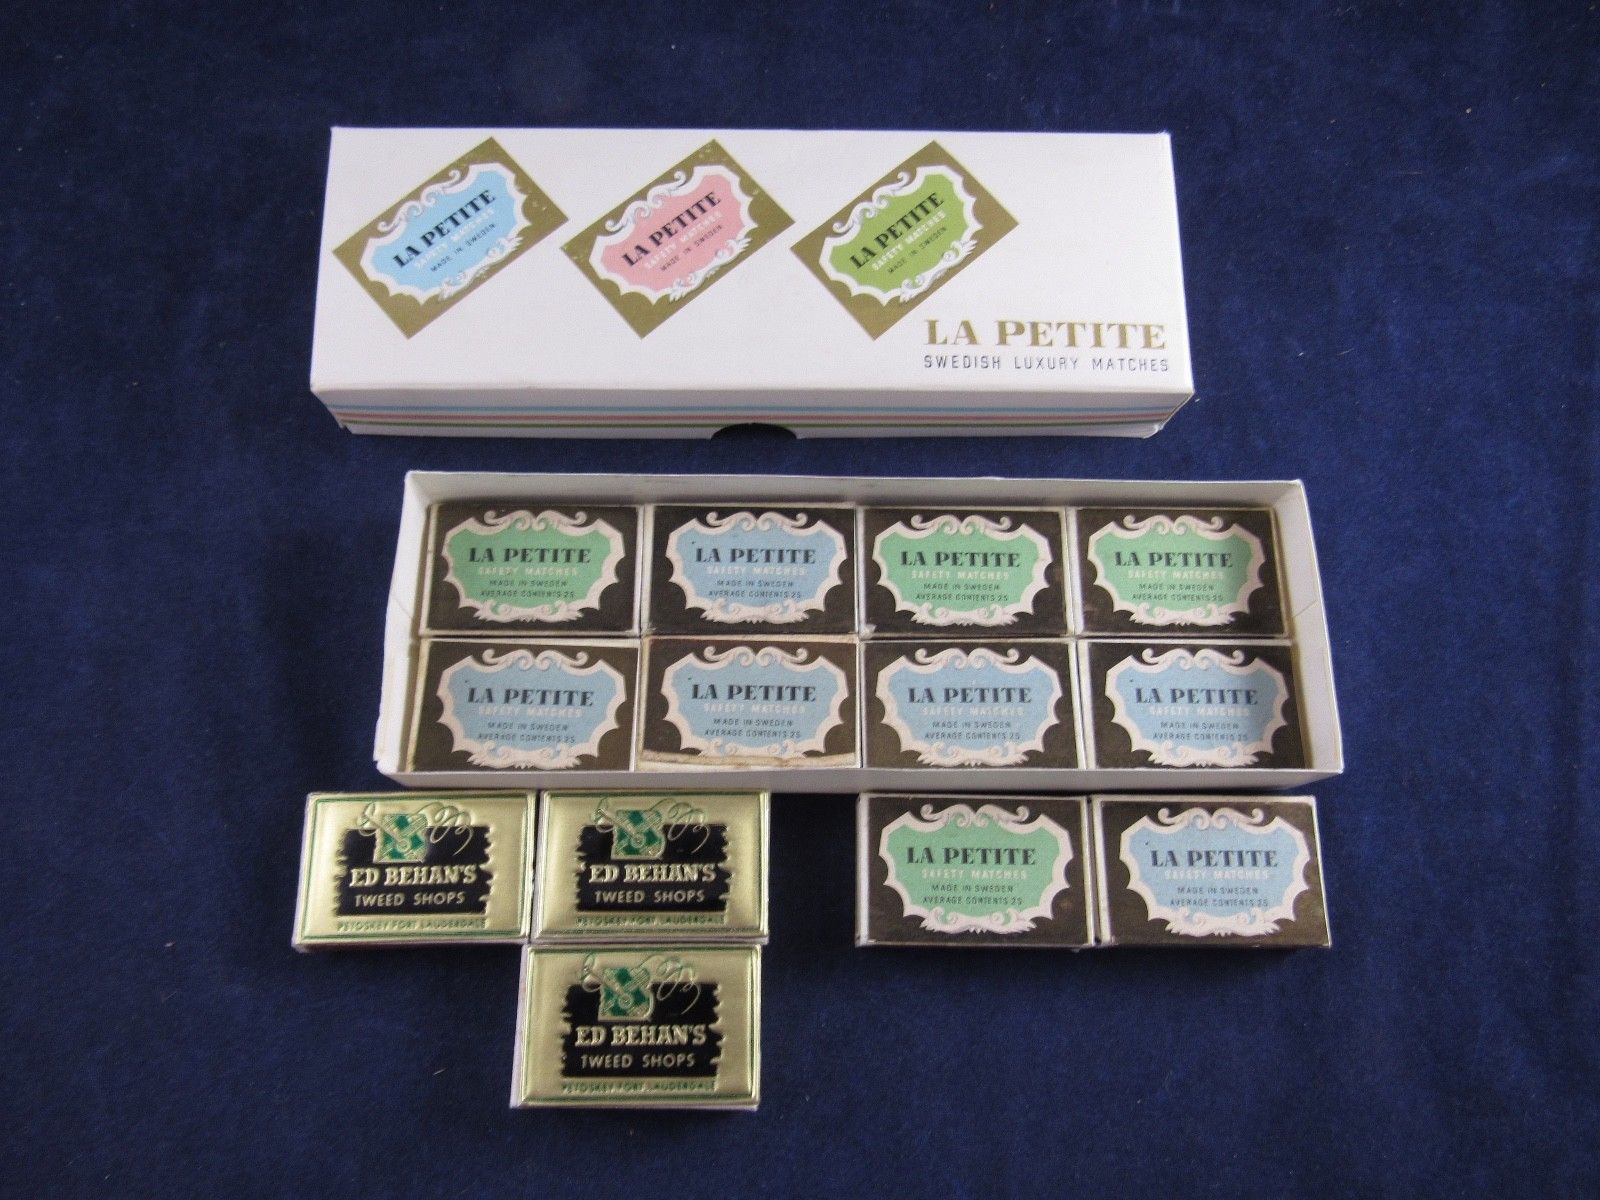 LA PETITE
SAFETY MATCHES
MADE IN SWEDEN
LA PETITE
SAFETY MATCHES
MADE IN SWEDEN
LA PETITE
SAFETY MATCHES
MADE IN SWEDEN
LA PETITE
SWEDISH LUXURY MATCHES
LA PETITE
SAFETY MATCHES
MADE IN SWEDEN
AVERAGE CONTENTS 25
LA PETITE
SAFETY MATCHES
MADE IN SWEDEN
AVERAGE CONTENTS 25
LA PETITE
SAFETY MATCHES
MADE IN SWEDEN
AVERAGE CONTENTS 25
LA PETITE
SAFETY MATCHES
MADE IN SWEDEN
AVERAGE CONTENTS 25
LA PETITE
SAFETY MATCHES
MADE IN SWEDEN
AVERAGE CONTENTS 25
LA PETITE
SAFETY MATCHES
MADE IN SWEDEN
AVERAGE CONTENTS 25
LA PETITE
SAFETY MATCHES
MADE IN SWEDEN
AVERAGE CONTENTS 25
LA PETITE
SAFETY MATCHES
MADE IN SWEDEN
AVERAGE CONTENTS 25
ED BEHAN'S
TWEED SHOPS
PETOSKEY FORT LAUDERDALE
ED BEHAN'S
TWEED SHOPS
PETOSKEY FORT LAUDERDALE
LA PETITE
SAFETY MATCHES
MADE IN SWEDEN
AVERAGE CONTENTS 25
LA PETITE
SAFETY MATCHES
MADE IN SWEDEN
AVERAGE CONTENTS 25
ED BEHAN'S
TWEED SHOPS
PETOSKEY FORT LAUDERDALE